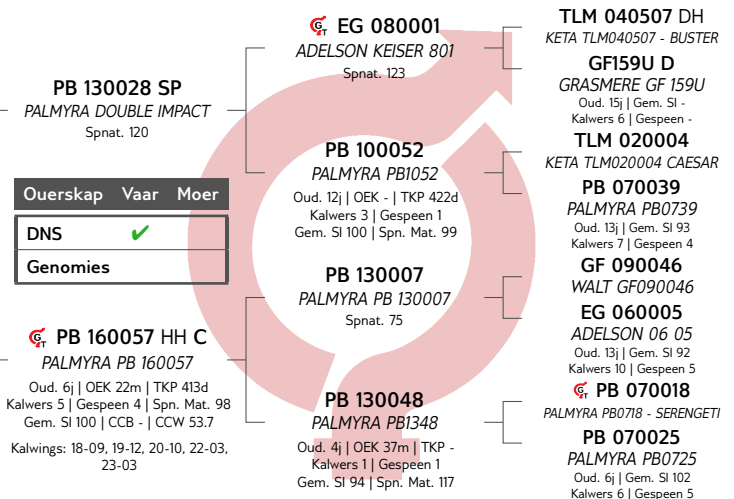 PB 130028 SP
PALMYRA DOUBLE IMPACT
Spnat. 120
Ouerskap Vaar Moer
DNS ✔
Genomies
PB 160057 HH C
PALMYRA PB 160057
Oud. 6j | OEK 22m | TKP 413d
Kalwers 5 | Gespeen 4 | Spn. Mat. 98
Gem. SI 100 | CCB - | CCW 53.7
Kalwings: 18-09, 19-12, 20-10, 22-03,
23-03
EG 080001
ADELSON KEISER 801
Spnat. 123
PB 100052
PALMYRA PB1052
Oud. 12j | OEK - | TKP 422d
Kalwers 3 | Gespeen 1
Gem. SI 100 | Spn. Mat. 99
PB 130007
PALMYRA PB 130007
Spnat. 75
PB 130048
PALMYRA PB1348
Oud. 4j | OEK 37m | TKP -
Kalwers 1 | Gespeen 1
Gem. SI 94 | Spn. Mat. 117
TLM 040507 DH
KETA TLM040507 - BUSTER
GF159U D
GRASMERE GF 159U
Oud. 15j | Gem. SI -
Kalwers 6 | Gespeen -
TLM 020004
KETA TLM020004 CAESAR
PB 070039
PALMYRA PB0739
Oud. 13j | Gem. SI 93
Kalwers 7 | Gespeen 4
GF 090046
WALT GF090046
EG 060005
ADELSON 06 05
Oud. 13j | Gem. SI 92
Kalwers 10 | Gespeen 5
PB 070018
PALMYRA PB0718 - SERENGETI
PB 070025
PALMYRA PB0725
Oud. 6j | Gem. SI 102
Kalwers 6 | Gespeen 5